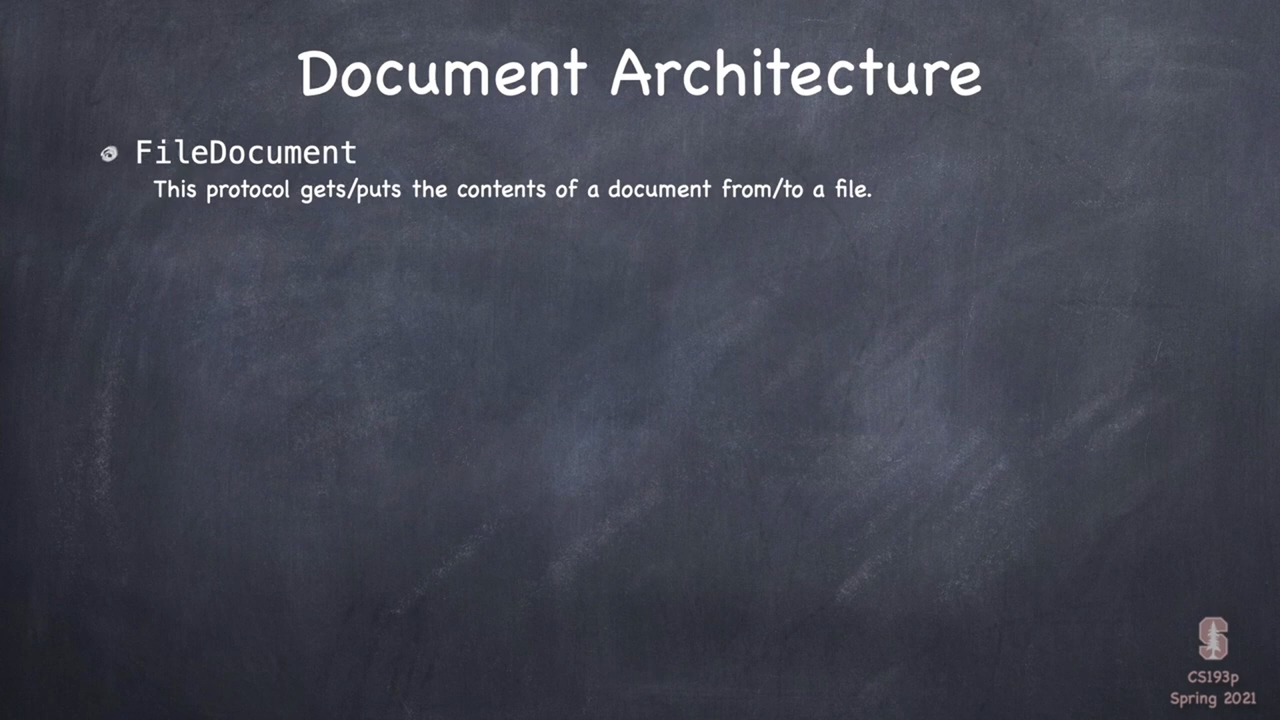 Document Architecture
FileDocument
This protocol gets/puts the contents of a document from/to a file.
S
CS193p
Spring 2021